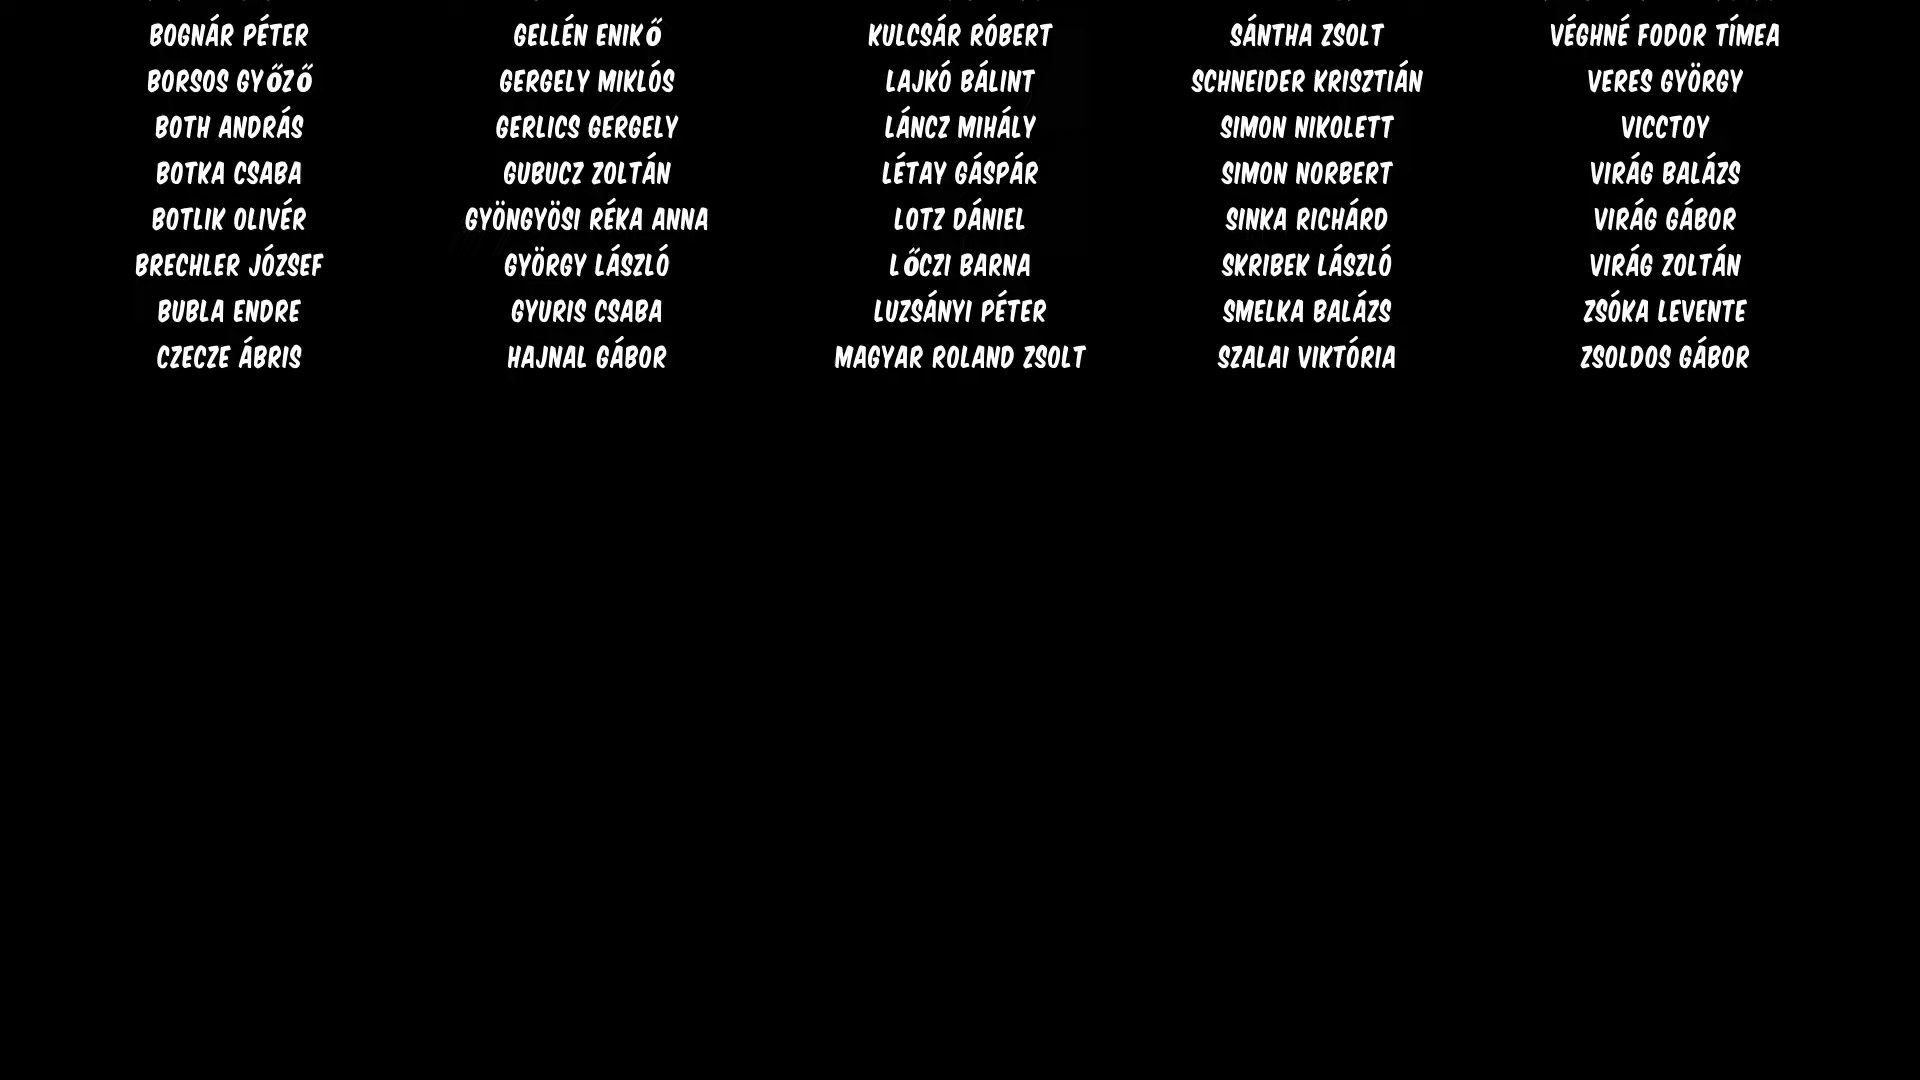 BOGNÁR PÉTER
BORSOS GYŐZŐ
BOTH ANDRÁS
BOTKA CSABA
BOTLIK OLIVÉR
BRECHLER JÓZSEF
BUBLA ENDRE
CZECZE ÁBRIS
GELLÉN ENIKŐ
GERGELY MIKLÓS
GERLICS GERGELY
GUBUCZ ZOLTÁN
GYÖNGYÖSI RÉKA ANNA
GYÖRGY LÁSZLÓ
GYURIS CSABA
HAJNAL GÁBOR
KULCSÁR RÓBERT
LAJKÓ BÁLINT
LÁNCZ MIHÁLY
LÉTAY GÁSPÁR
LOTZ DÁNIEL
LŐCZI BARNA
LUZSÁNYI PÉTER
MAGYAR ROLAND ZSOLT
SÁNTHA ZSOLT
SCHNEIDER KRISZTIÁN
SIMON NIKOLETT
SIMON NORBERT
SINKA RICHÁRD
SKRIBEK LÁSZLÓ
SMELKA BALÁZS
SZALAI VIKTÓRIA
VÉGHNÉ FODOR TÍMEA
VERES GYÖRGY
VICCTOY
VIRÁG BALÁZS
VIRÁG GÁBOR
VIRÁG ZOLTÁN
ZSÓKA LEVENTE
ZSOLDOS GÁBOR